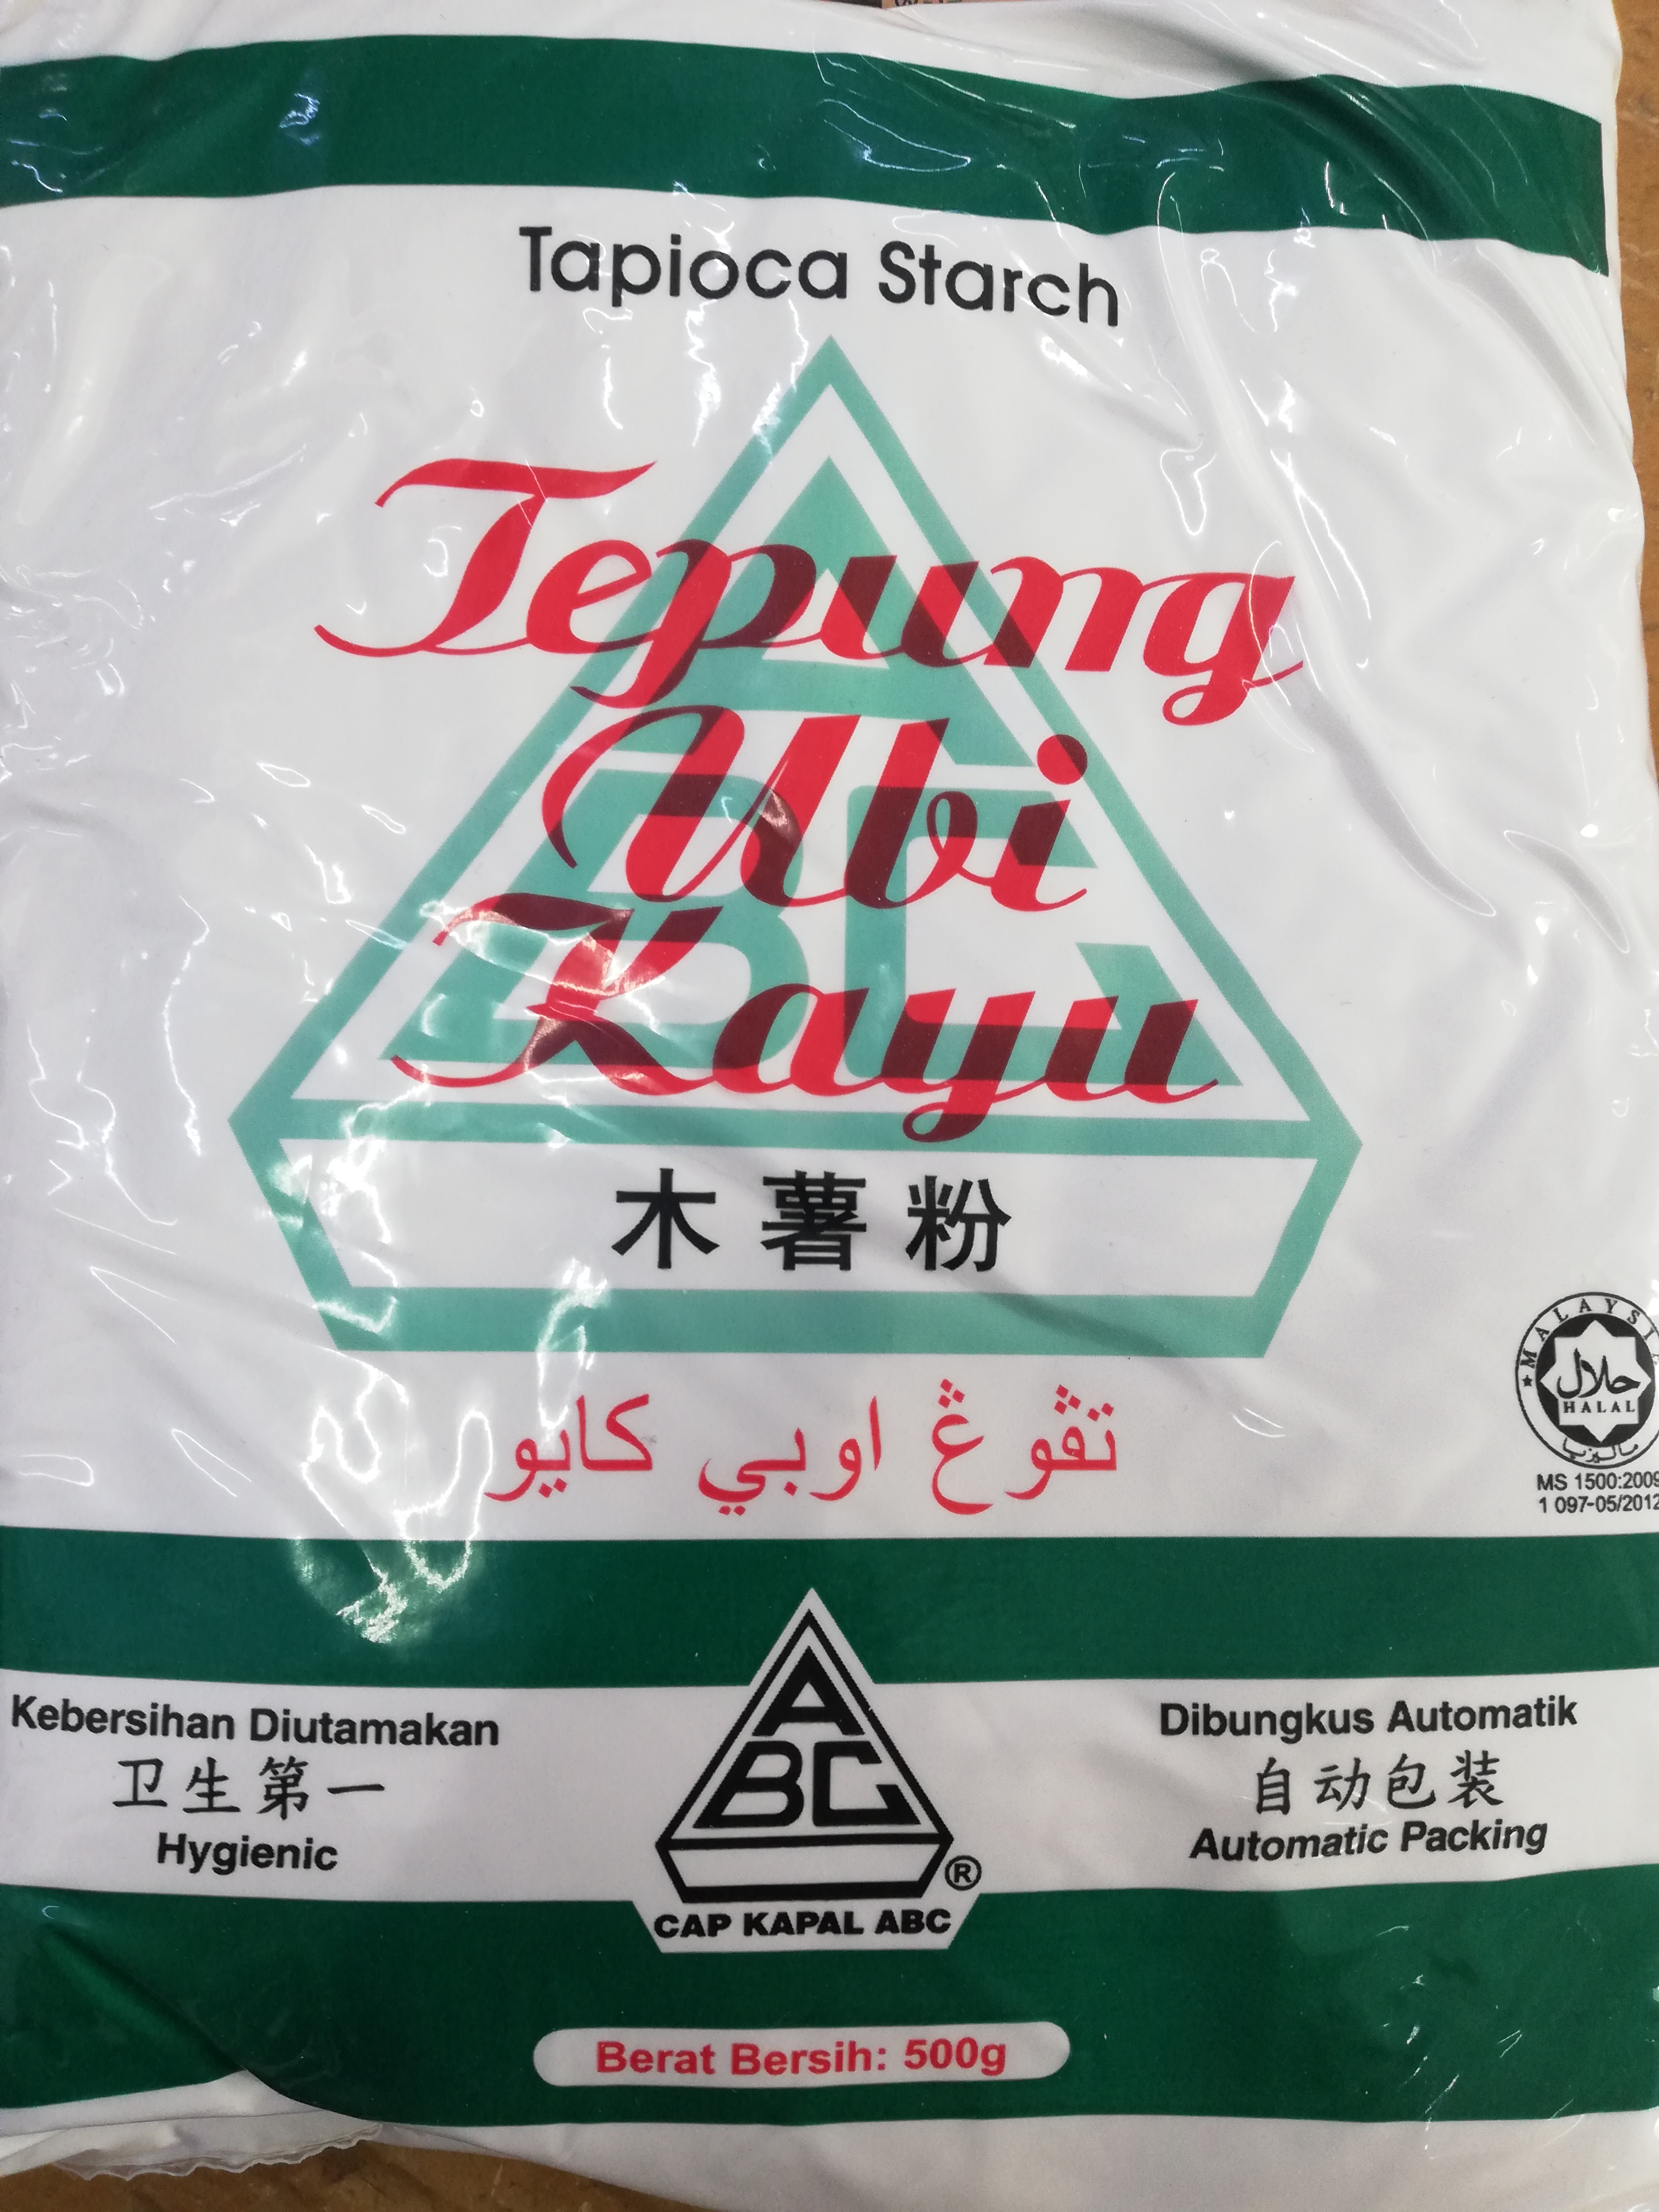 Tapioca Starch
Tepung
Ubi
Kayu
木薯粉
تڤوڠ اوبي كايو
MALAYSIA
حلال
HALAL
ماليزيا
MS 1500:2009
1 097-05/2012
Kebersihan Diutamakan
卫生第一
Hygienic
A
BC
®
CAP KAPAL ABC
Dibungkus Automatik
自动包装
Automatic Packing
Berat Bersih: 500g